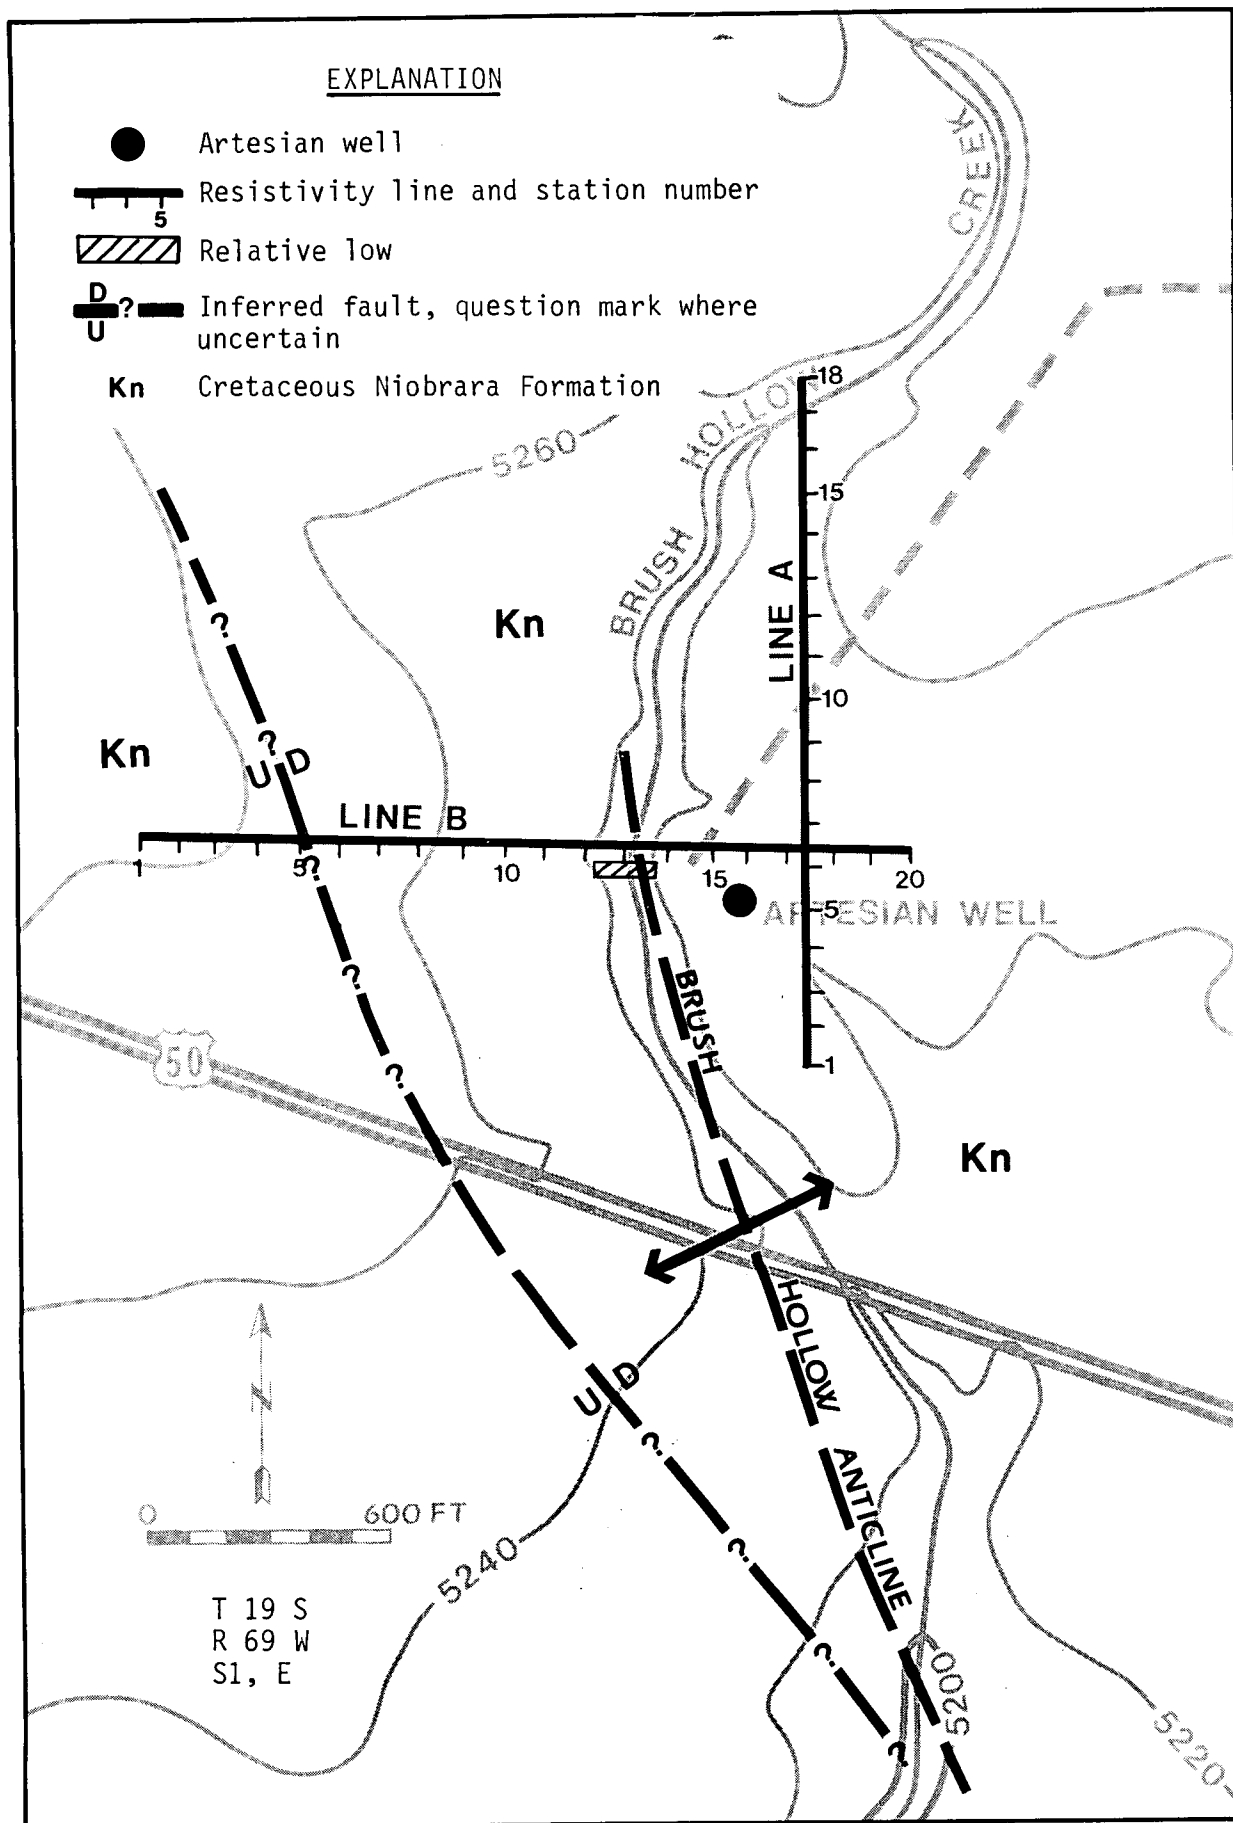 EXPLANATION
Artesian well
Resistivity line and station number
5
Relative low
D
?
U
Inferred fault, question mark where
uncertain
Kn Cretaceous Niobrara Formation
CREEK
HOLLOW
BRUSH
5260
18
15
LINE A
10
5
1
Kn
Kn
?
?
U D
LINE B
1
5
10
15
20
?
ARTESIAN WELL
?
BRUSH
50
?
Kn
HOLLOW
D
U
?
ANTICLINE
?
?
?
N
0 600 FT
5240
T 19 S
R 69 W
S1, E
5200
5220